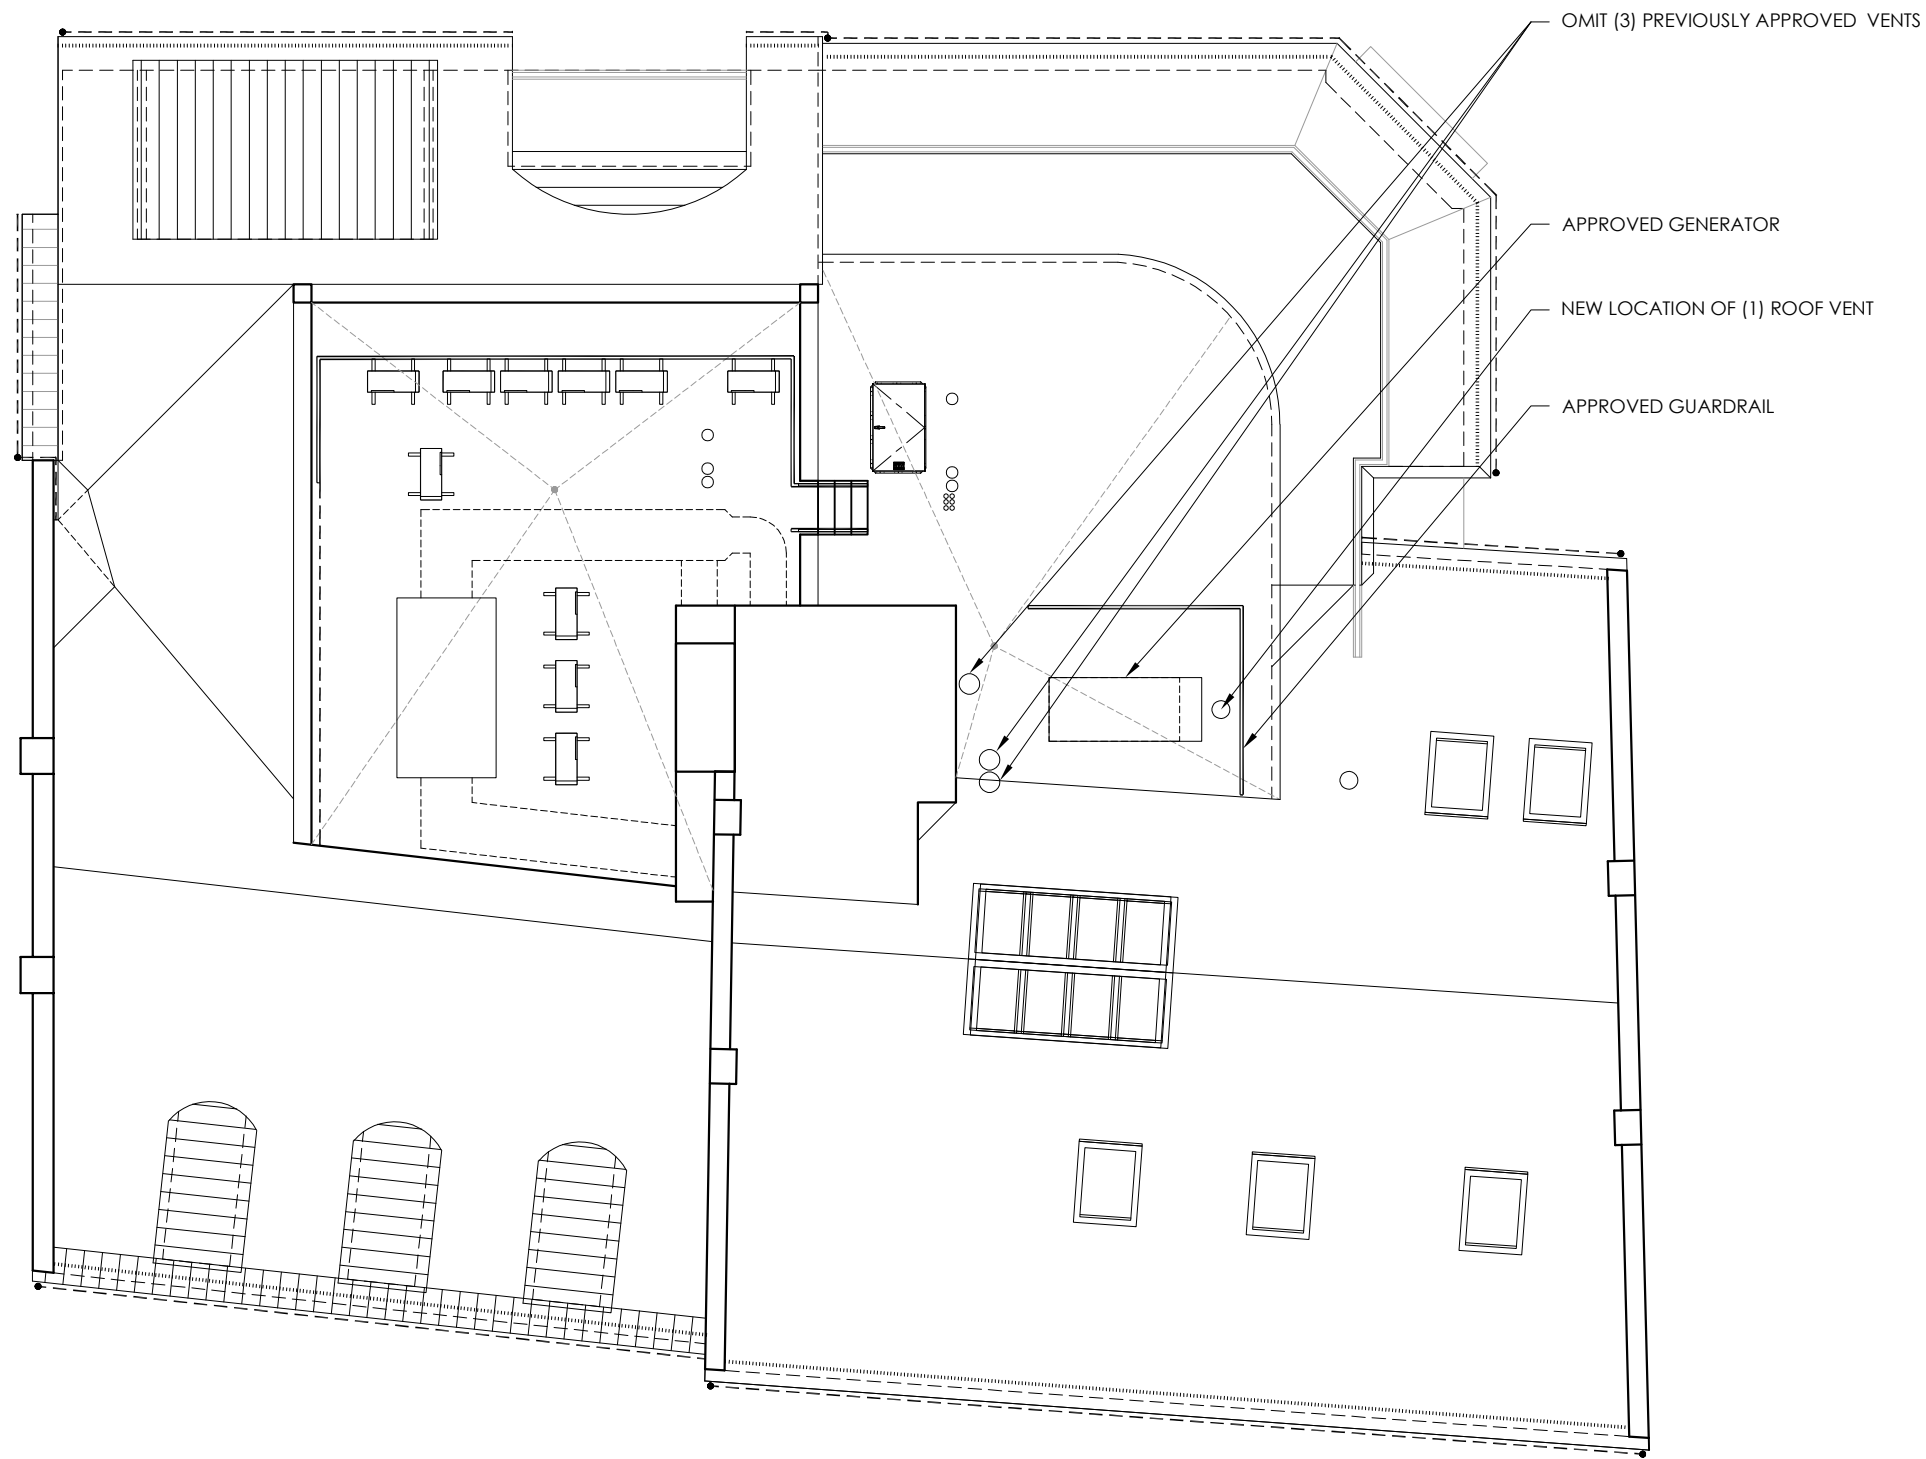 OMIT (3) PREVIOUSLY APPROVED VENTS
APPROVED GENERATOR
NEW LOCATION OF (1) ROOF VENT
APPROVED GUARDRAIL